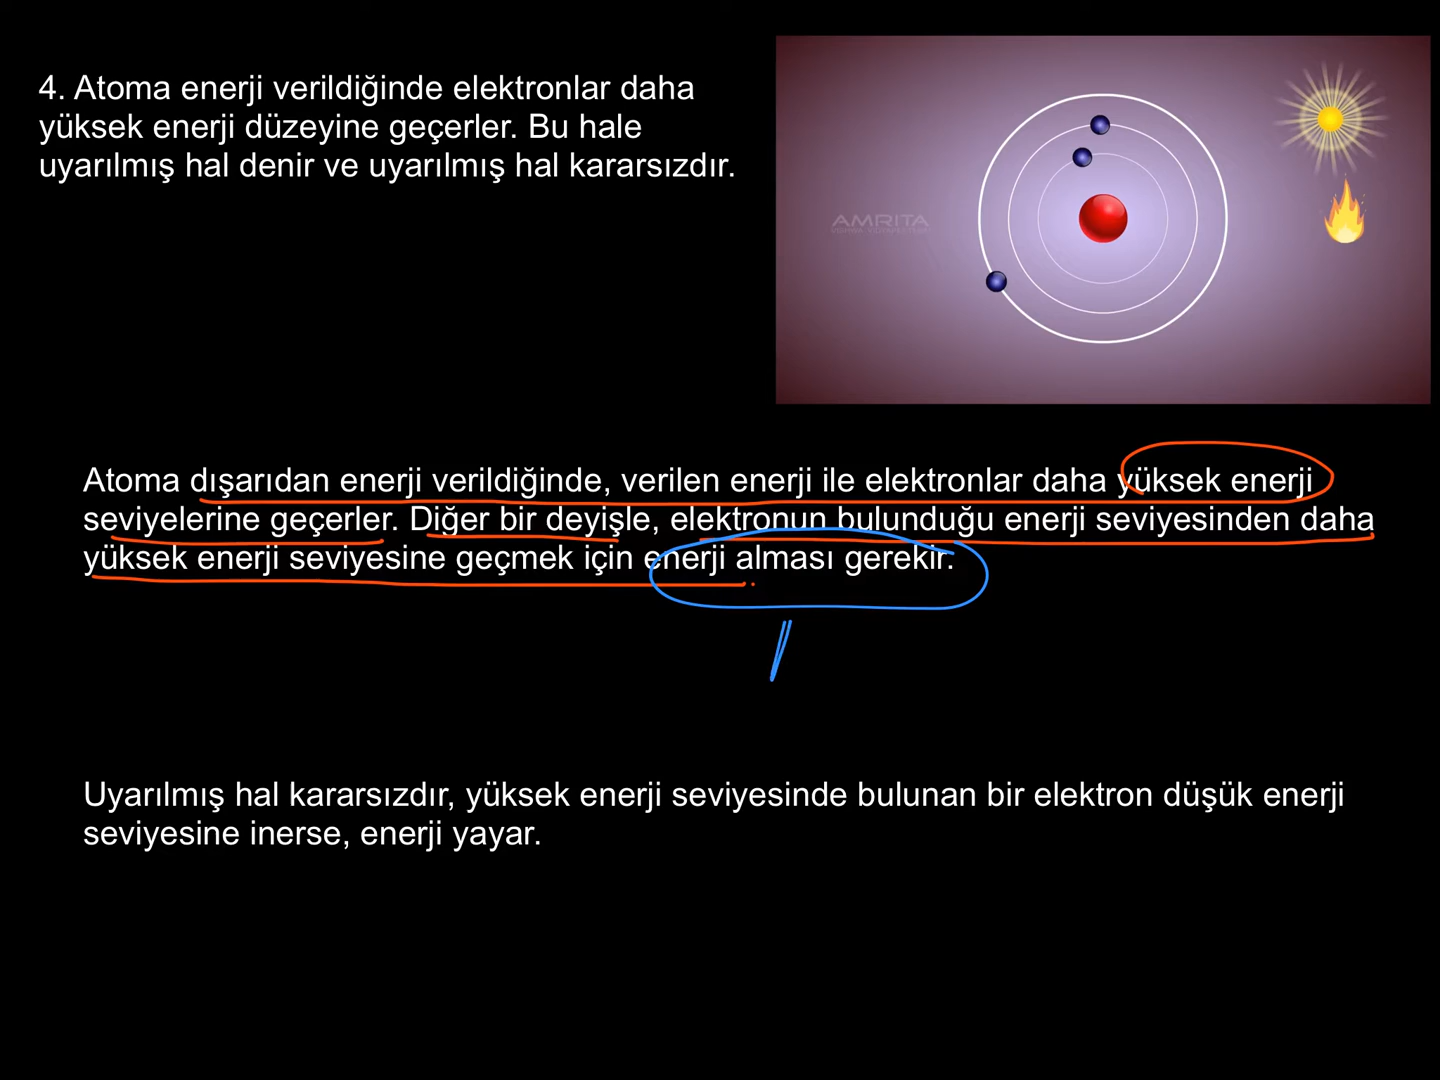 4. Atoma enerji verildiğinde elektronlar daha
yüksek enerji düzeyine geçerler. Bu hale
uyarılmış hal denir ve uyarılmış hal kararsızdır.
AMRITA
Atoma dışarıdan enerji verildiğinde, verilen enerji ile elektronlar daha yüksek enerji
seviyelerine geçerler. Diğer bir deyişle, elektronun bulunduğu enerji seviyesinden daha
yüksek enerji seviyesine geçmek için enerji alması gerekir.
Uyarılmış hal kararsızdır, yüksek enerji seviyesinde bulunan bir elektron düşük enerji
seviyesine inerse, enerji yayar.